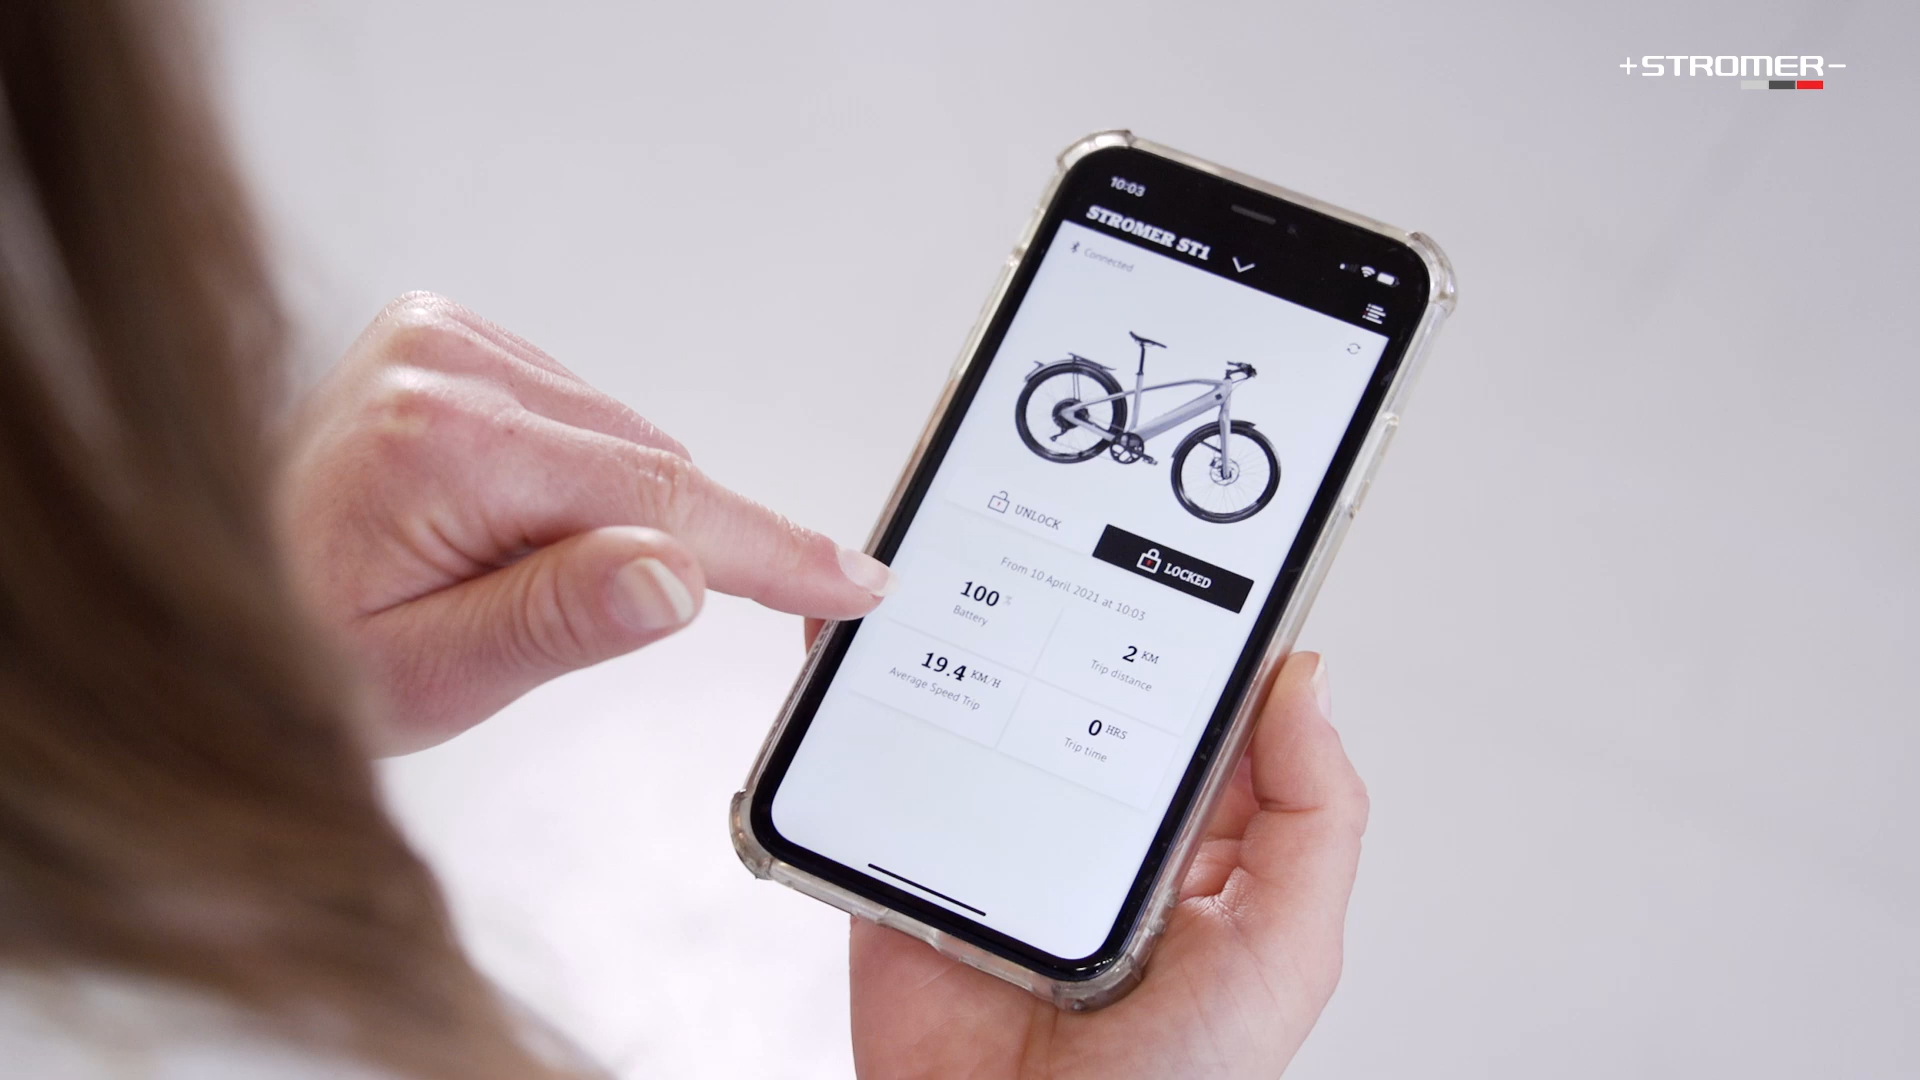 +STROMER-
10:03
STROMER ST1
Connected
UNLOCK
LOCKED
From 10 April 2021 at 10:03
100 %
Battery
2 KM
Trip distance
19.4 KM/H
Average Speed Trip
0 HRS
Trip time